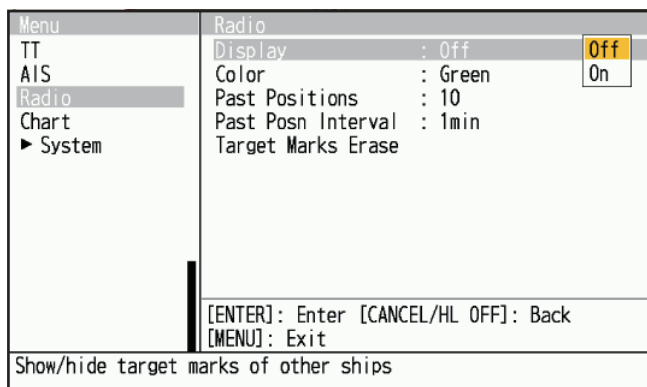 Menu
TT
AIS
Radio
Chart
▶ System
Radio
Display : Off
Color : Green
Past Positions : 10
Past Posn Interval : 1min
Target Marks Erase
Off
On
[ENTER]: Enter [CANCEL/HL OFF]: Back
[MENU]: Exit
Show/hide target marks of other ships